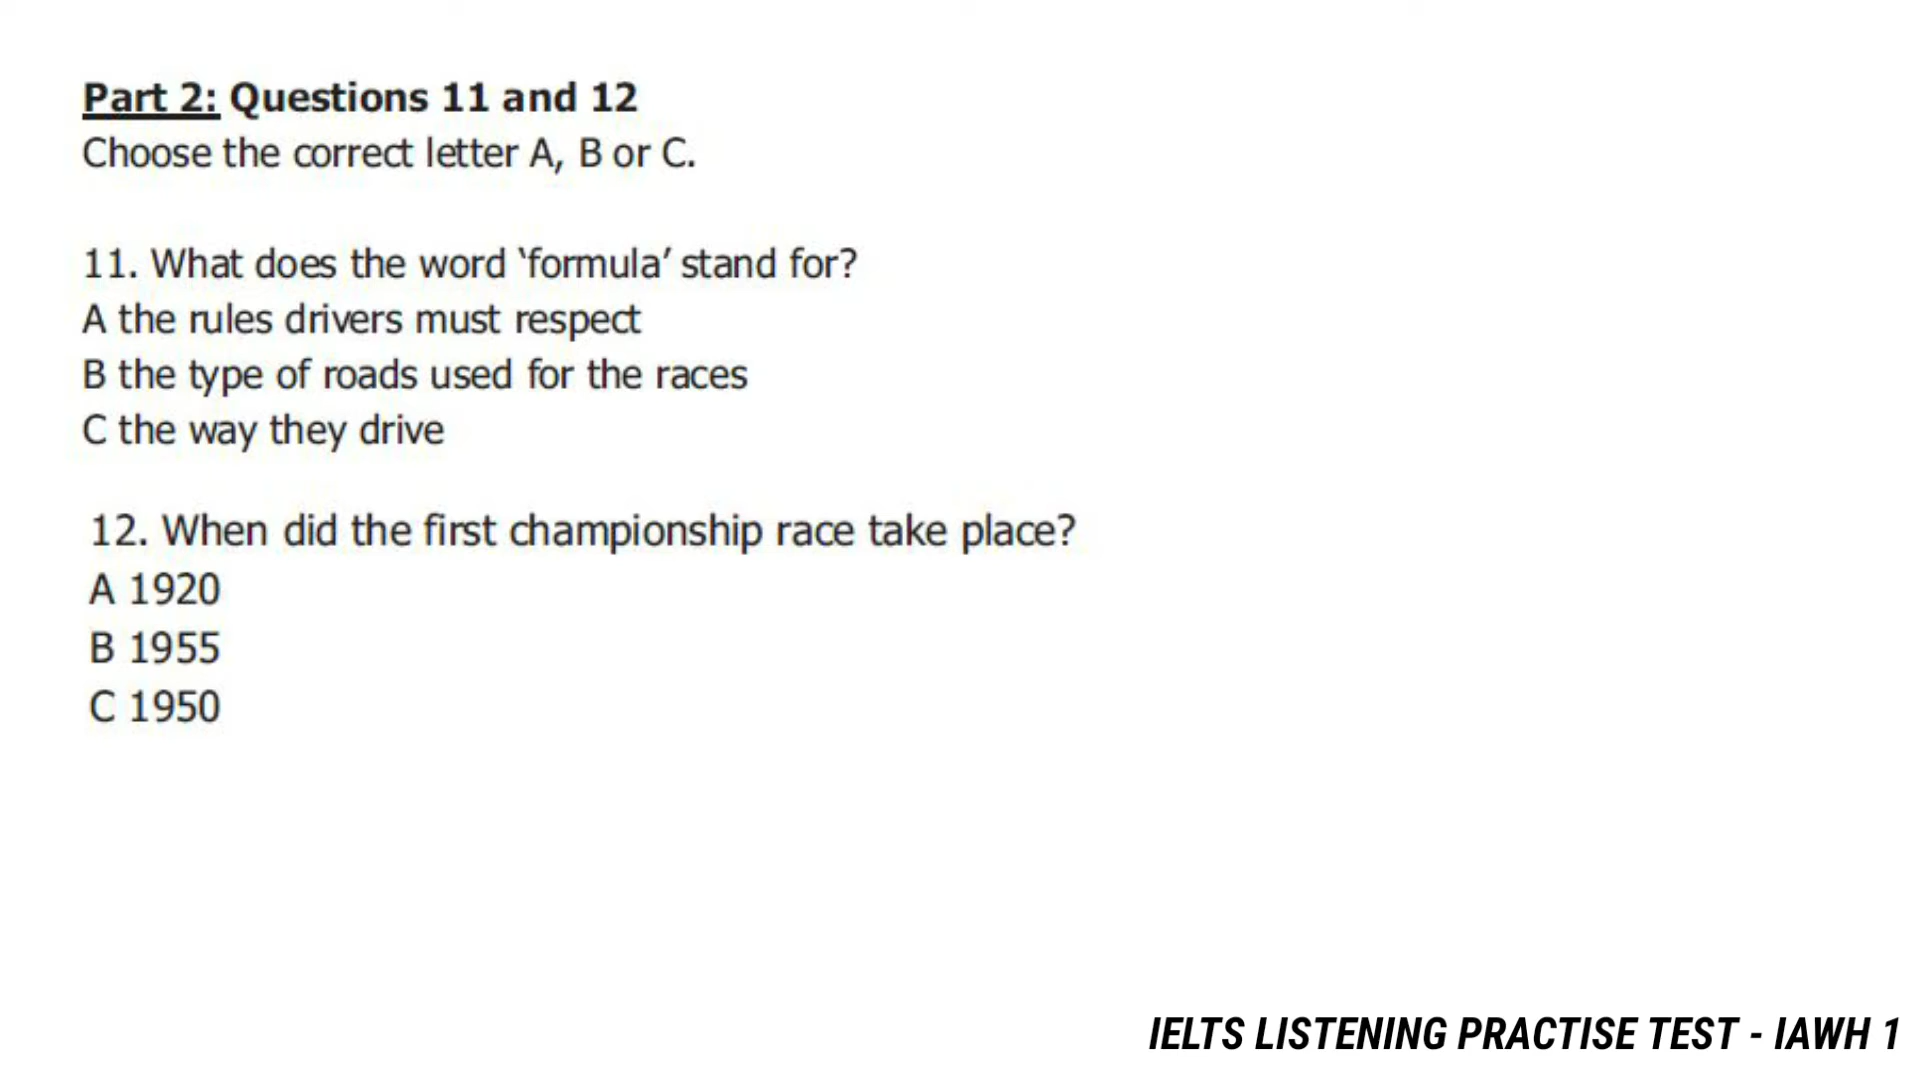 Part 2: Questions 11 and 12
Choose the correct letter A, B or C.
11. What does the word ‘formula’ stand for?
A the rules drivers must respect
B the type of roads used for the races
C the way they drive
12. When did the first championship race take place?
A 1920
B 1955
C 1950
IELTS LISTENING PRACTISE TEST - IAWH 1